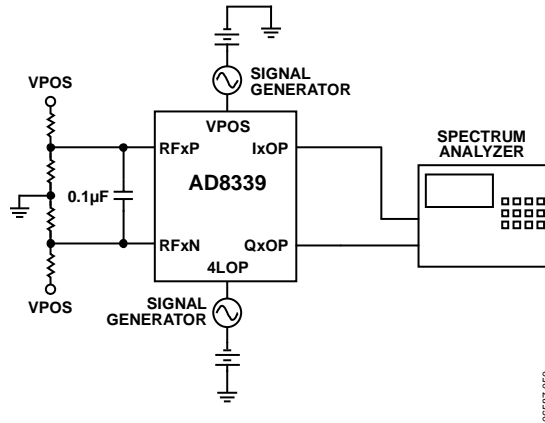 SIGNAL
GENERATOR
VPOS
VPOS
RFxP
IxOP
SPECTRUM
ANALYZER
AD8339
0.1µF
RFxN
QxOP
4LOP
VPOS
SIGNAL
GENERATOR